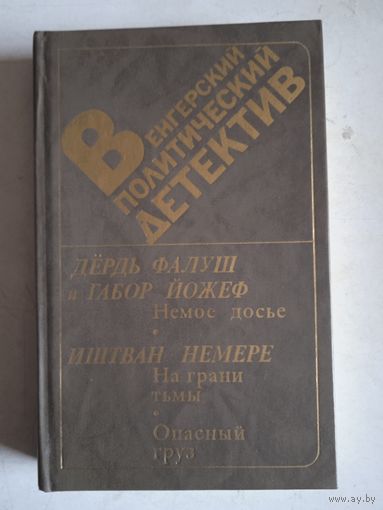 Венгерский
политический
детектив
ДЁРДЬ ФАЛУШ
и ГАБОР ЙОЖЕФ
Немое досье
ИШТВАН НЕМЕРЕ
На грани
тьмы
Опасный
груз
www.ay.by